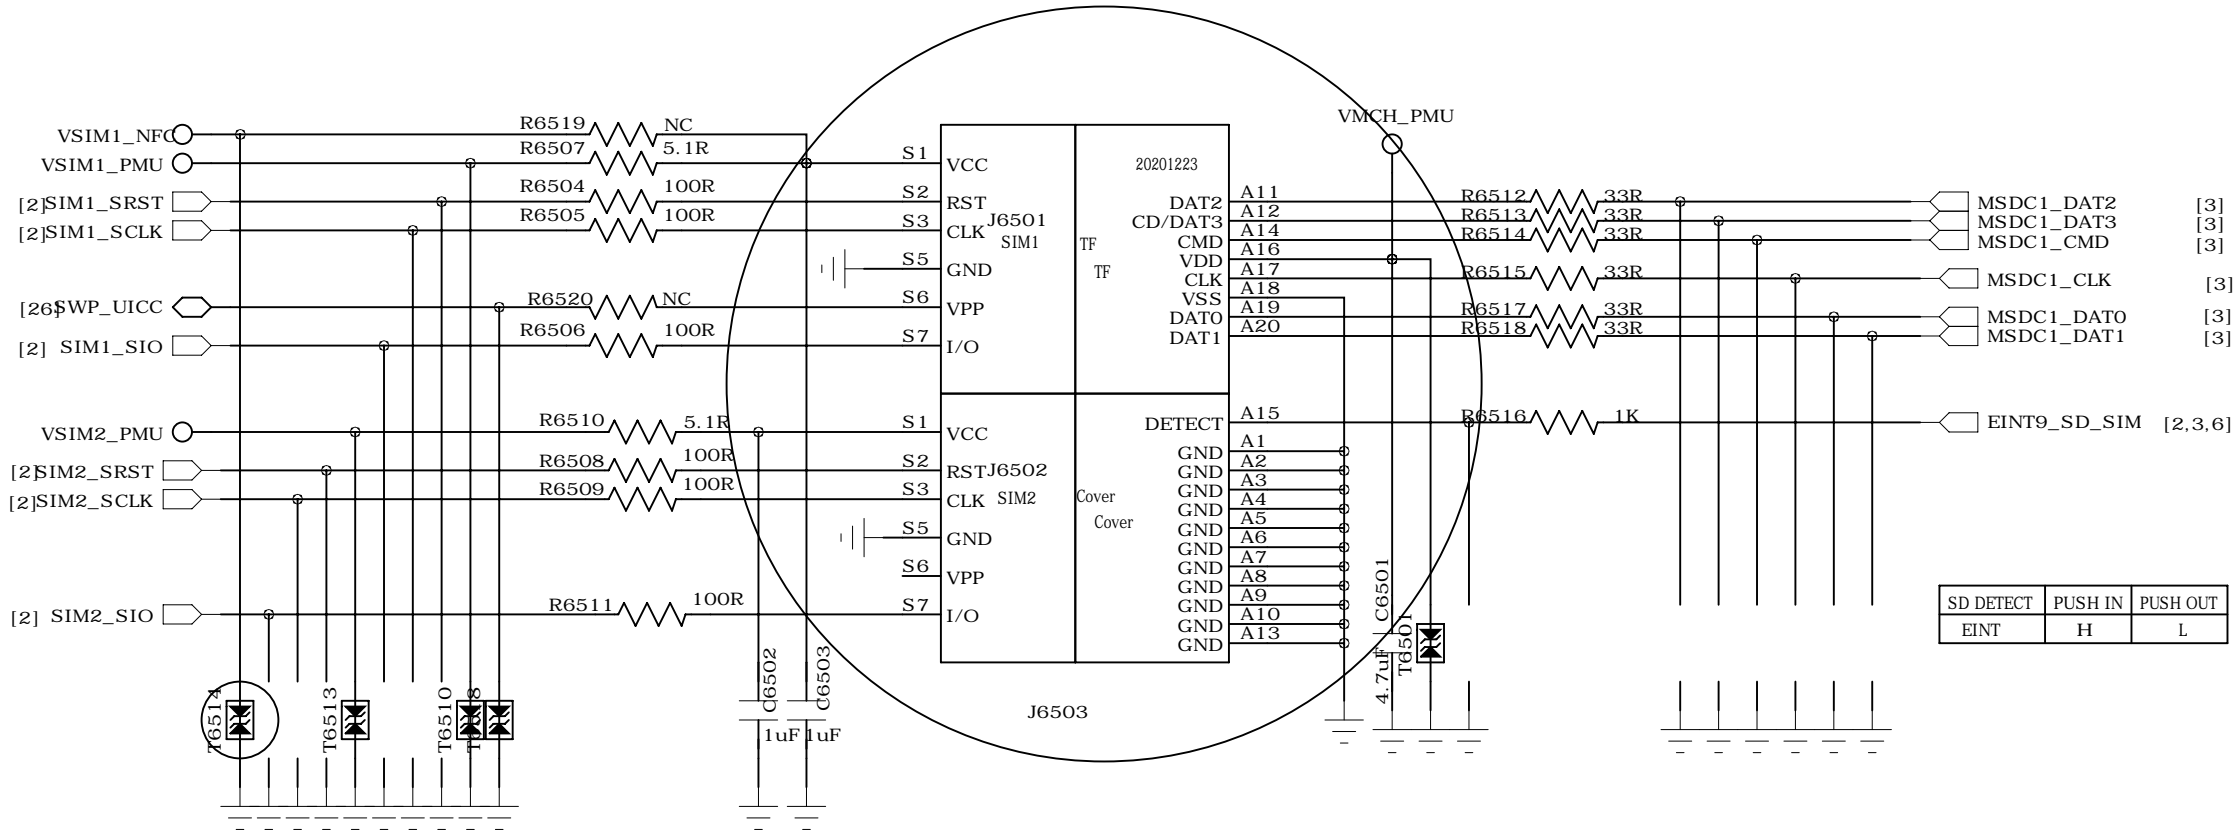 VSIM1_NFC
R6519
NC
VSIM1_PMU
R6507
5.1R
S1
VCC
[2]SIM1_SRST
R6504
100R
S2
RST
[2]SIM1_SCLK
R6505
100R
S3
CLK
J6501
SIM1
S5
GND
[26]SWP_UICC
R6520
NC
S6
VPP
[2] SIM1_SIO
R6506
100R
S7
I/O
VSIM2_PMU
R6510
5.1R
S1
VCC
[2]SIM2_SRST
R6508
100R
S2
RST
J6502
[2]SIM2_SCLK
R6509
100R
S3
CLK
SIM2
S5
GND
S6
VPP
[2] SIM2_SIO
R6511
100R
S7
I/O
20201223
TF
TF
Cover
Cover
VMCH_PMU
DAT2
A11
R6512
33R
MSDC1_DAT2
[3]
CD/DAT3
A12
R6513
33R
MSDC1_DAT3
[3]
CMD
A14
R6514
33R
MSDC1_CMD
[3]
VDD
A16
CLK
A17
R6515
33R
MSDC1_CLK
[3]
VSS
A18
DAT0
A19
R6517
33R
MSDC1_DAT0
[3]
DAT1
A20
R6518
33R
MSDC1_DAT1
[3]
DETECT
A15
R6516
1K
EINT9_SD_SIM
[2,3,6]
GND
A1
GND
A2
GND
A3
GND
A4
GND
A5
GND
A6
GND
A7
GND
A8
GND
A9
GND
A10
GND
A13
C6501
4.7uF
T6501
SD DETECT PUSH IN PUSH OUT
EINT H L
T6514
T6513
T6510
C6502
1uF
C6503
1uF
J6503